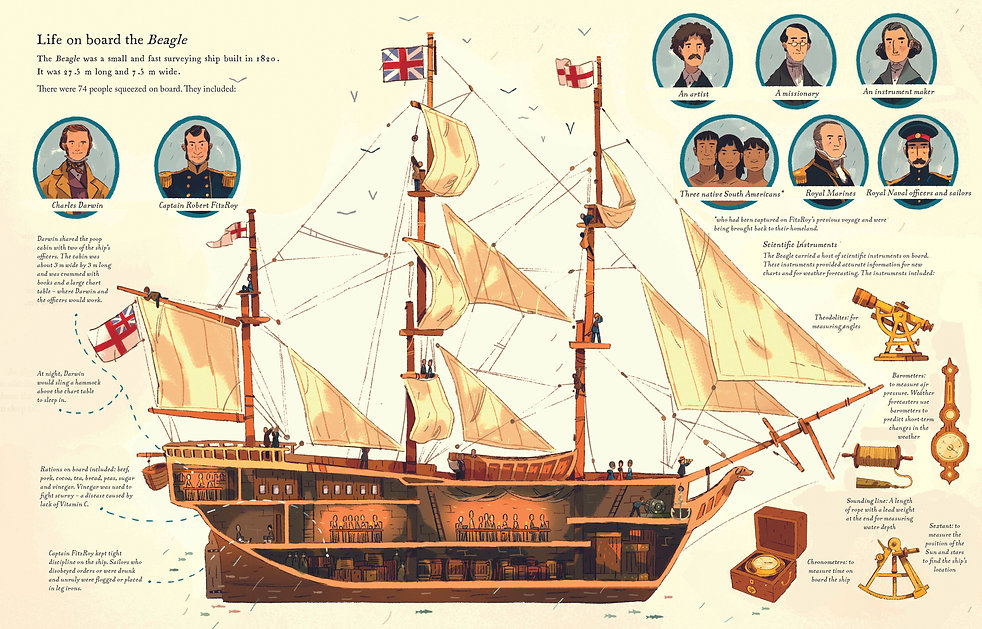 Life on board the Beagle
The Beagle was a small and fast surveying ship built in 1820.
It was 27.5 m long and 7.5 m wide.
There were 74 people squeezed on board. They included:
Charles Darwin
Captain Robert FitzRoy
An artist
A missionary
An instrument maker
Three native South Americans*
Royal Marines
Royal Naval officers and sailors
*who had been captured on FitzRoy's previous voyage and were
being brought back to their homeland.
Darwin shared the poop
cabin with two of the ship's
officers. The cabin was
about 3 m wide by 3 m long
and was crammed with
books and a large chart
table – where Darwin and
the officers would work.
At night, Darwin
would sling a hammock
above the chart table
to sleep in.
Rations on board included: beef,
pork, cocoa, tea, bread, peas, sugar
and vinegar. Vinegar was used to
fight scurvy – a disease caused by
lack of Vitamin C.
Captain FitzRoy kept tight
discipline on the ship. Sailors who
disobeyed orders or were drunk
and unruly were flogged or placed
in leg irons.
Scientific Instruments
The Beagle carried a host of scientific instruments on board.
These instruments provided accurate information for new
charts and for weather forecasting. The instruments included:
Theodolites: for
measuring angles
Barometers:
to measure air
pressure. Weather
forecasters use
barometers to
predict short-term
changes in the
weather
Sounding line: A length
of rope with a lead weight
at the end for measuring
water depth
Chronometers: to
measure time on
board the ship
Sextant: to
measure the
position of the
Sun and stars
to find the ship's
location